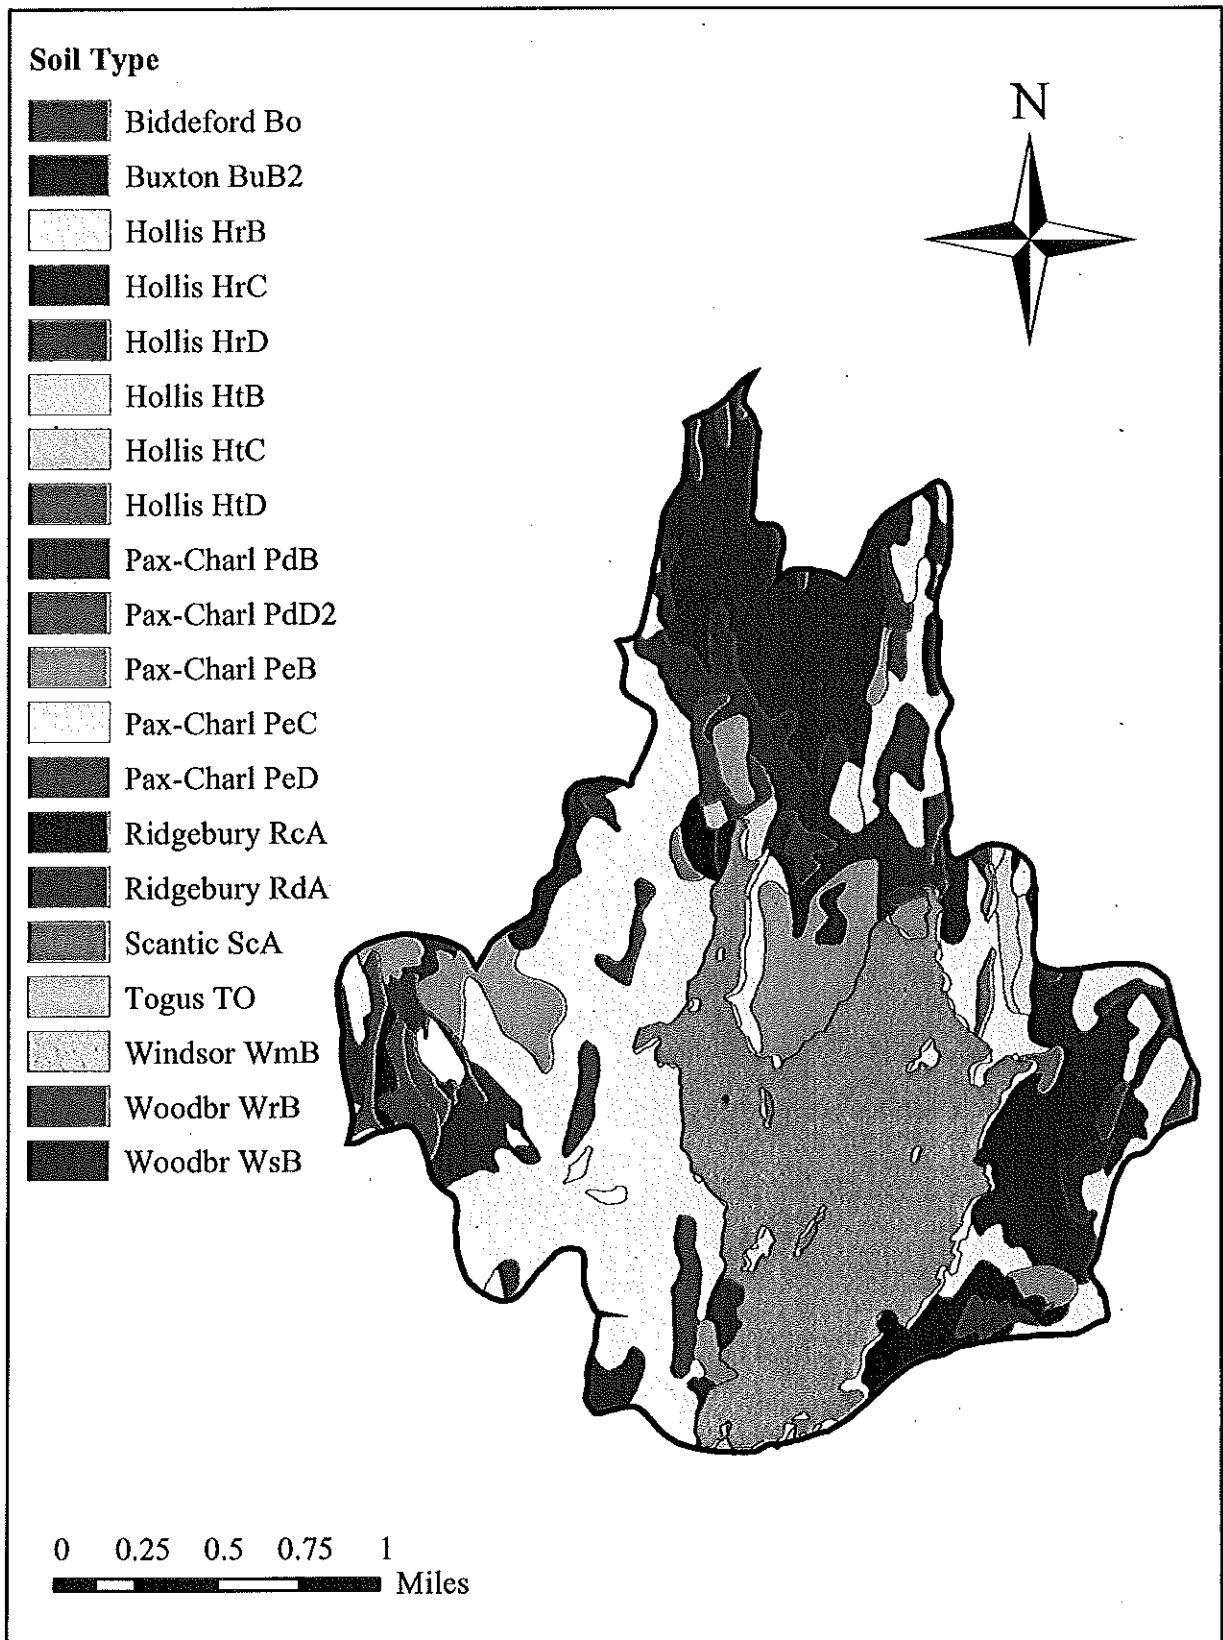 Soil Type
N
Biddeford Bo
Buxton BuB2
Hollis HrB
Hollis HrC
Hollis HrD
Hollis HtB
Hollis HtC
Hollis HtD
Pax-Charl PdB
Pax-Charl PdD2
Pax-Charl PeB
Pax-Charl PeC
Pax-Charl PeD
Ridgebury RcA
Ridgebury RdA
Scantic ScA
Togus TO
Windsor WmB
Woodbr WrB
Woodbr WsB
0 0.25 0.5 0.75 1
Miles